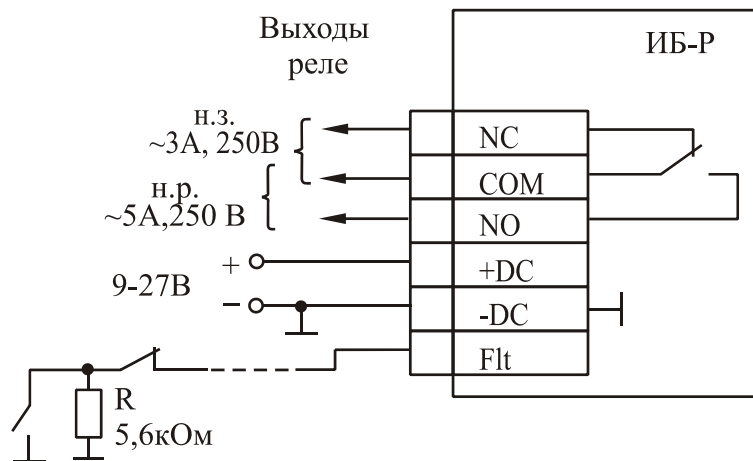 Выходы
реле
ИБ-Р
н.з.
~3А, 250В
н.р.
~5А,250 В
NC
COM
NO
+DC
-DC
Flt
+
9-27В
−
R
5,6кОм